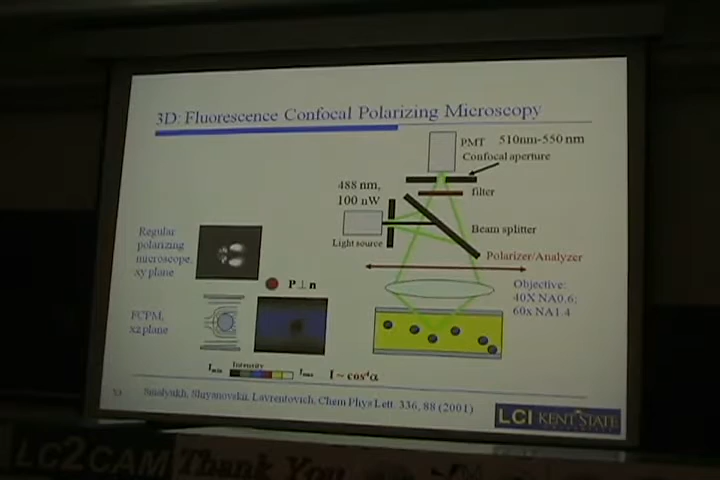 3D: Fluorescence Confocal Polarizing Microscopy
PMT 510nm-550 nm
Confocal aperture
488 nm,
100 nW
filter
Light source
Beam splitter
Polarizer/Analyzer
Regular
polarizing
microscope,
xy plane
P ⊥ n
Objective:
40X NA0.6;
60x NA1.4
FCPM,
xz plane
Imin Intensity Imax I ~ cos⁴α
Smalyukh, Shiyanovskii, Lavrentovich, Chem Phys Lett. 336, 88 (2001)
LCI KENT STATE
LC2CAM Thank You